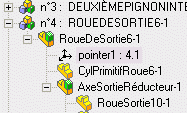 n°3 : DEUXIÈMEPIGNONINTE
n°4 : ROUEDESORTIE6-1
RoueDeSortie6-1
pointer1 : 4.1
CylPrimitifRoue6-1
AxeSortieRéducteur-1
RoueSortie10-1